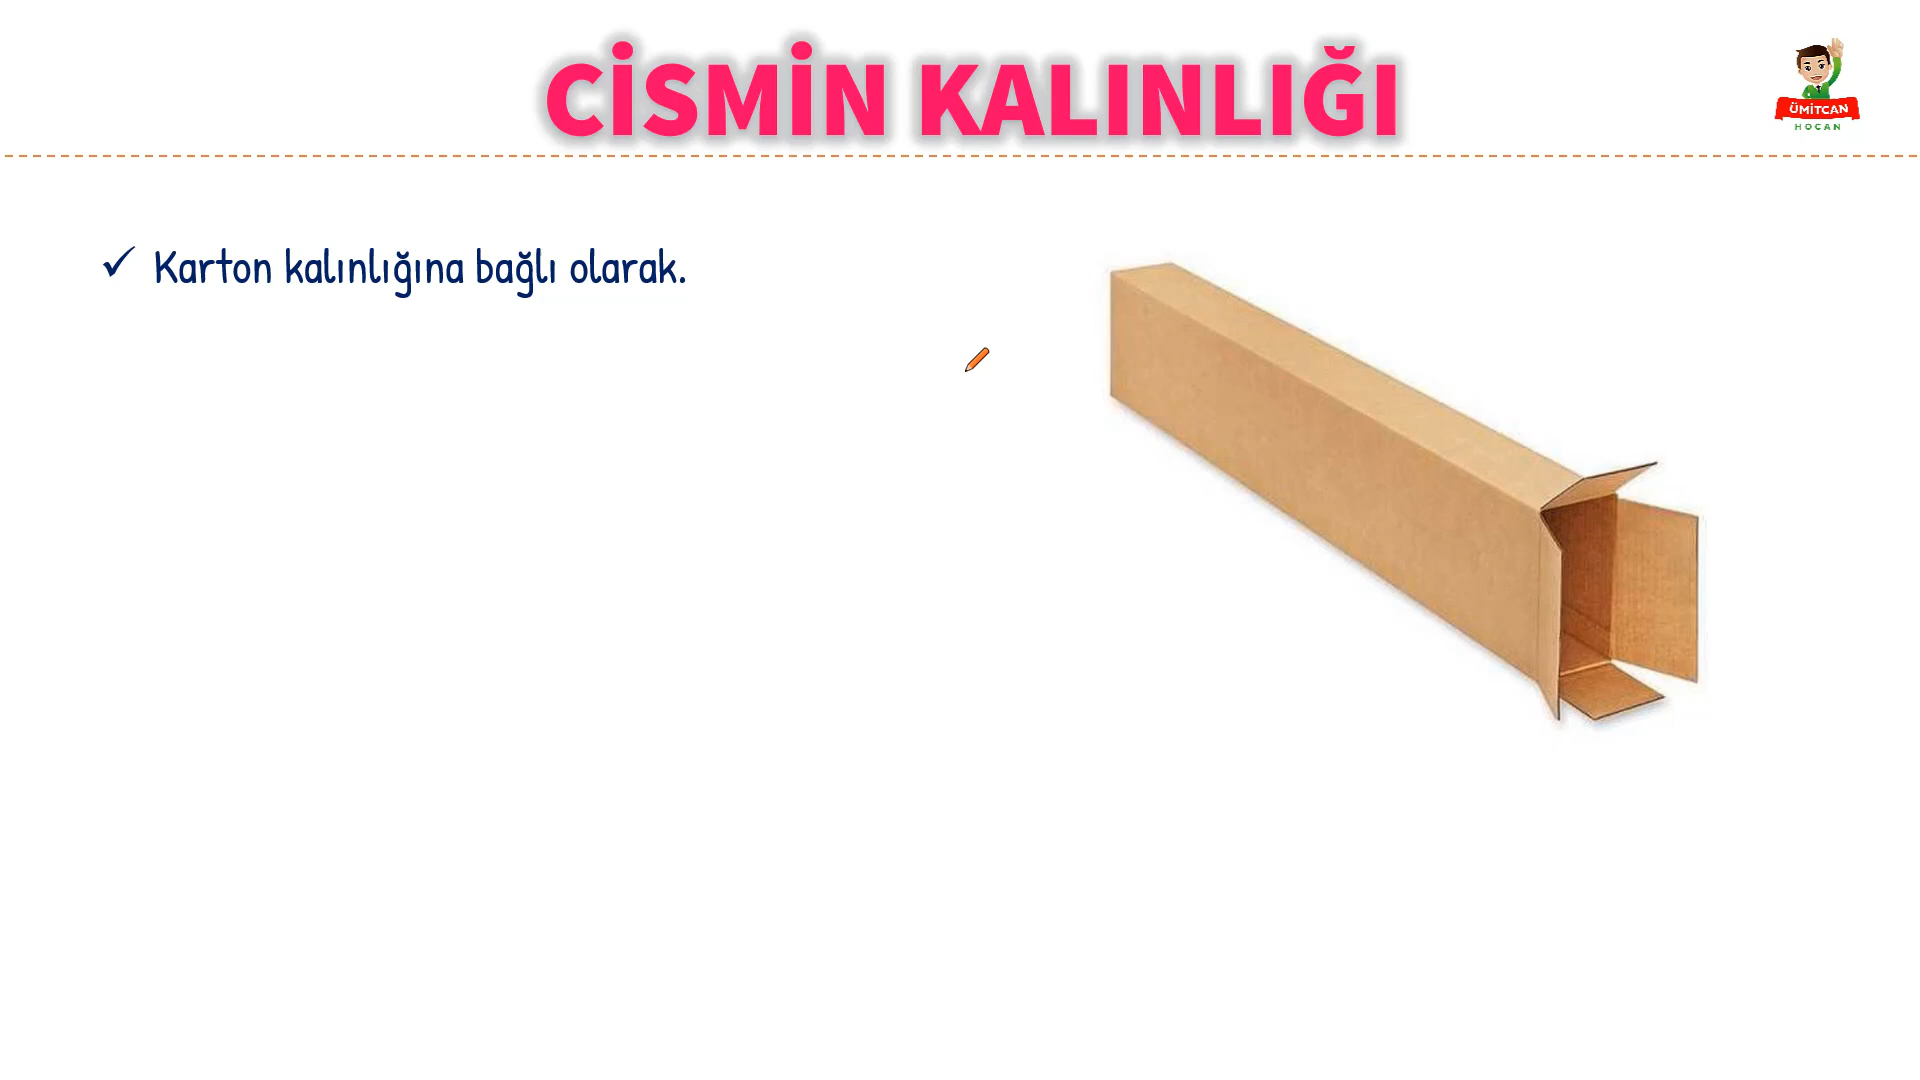 CİSMİN KALINLIĞI
ÜMİTCAN
HOCAN
✓ Karton kalınlığına bağlı olarak.